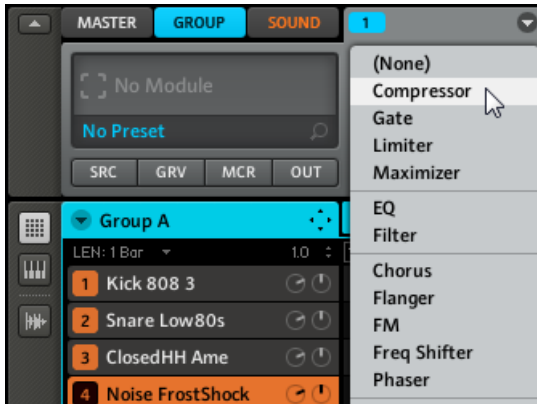 MASTER GROUP SOUND 1
No Module
No Preset
SRC GRV MCR OUT
(None)
Compressor
Gate
Limiter
Maximizer
EQ
Filter
Chorus
Flanger
FM
Freq Shifter
Phaser
Group A
LEN: 1 Bar 1.0
1 Kick 808 3
2 Snare Low80s
3 ClosedHH Ame
4 Noise FrostShock